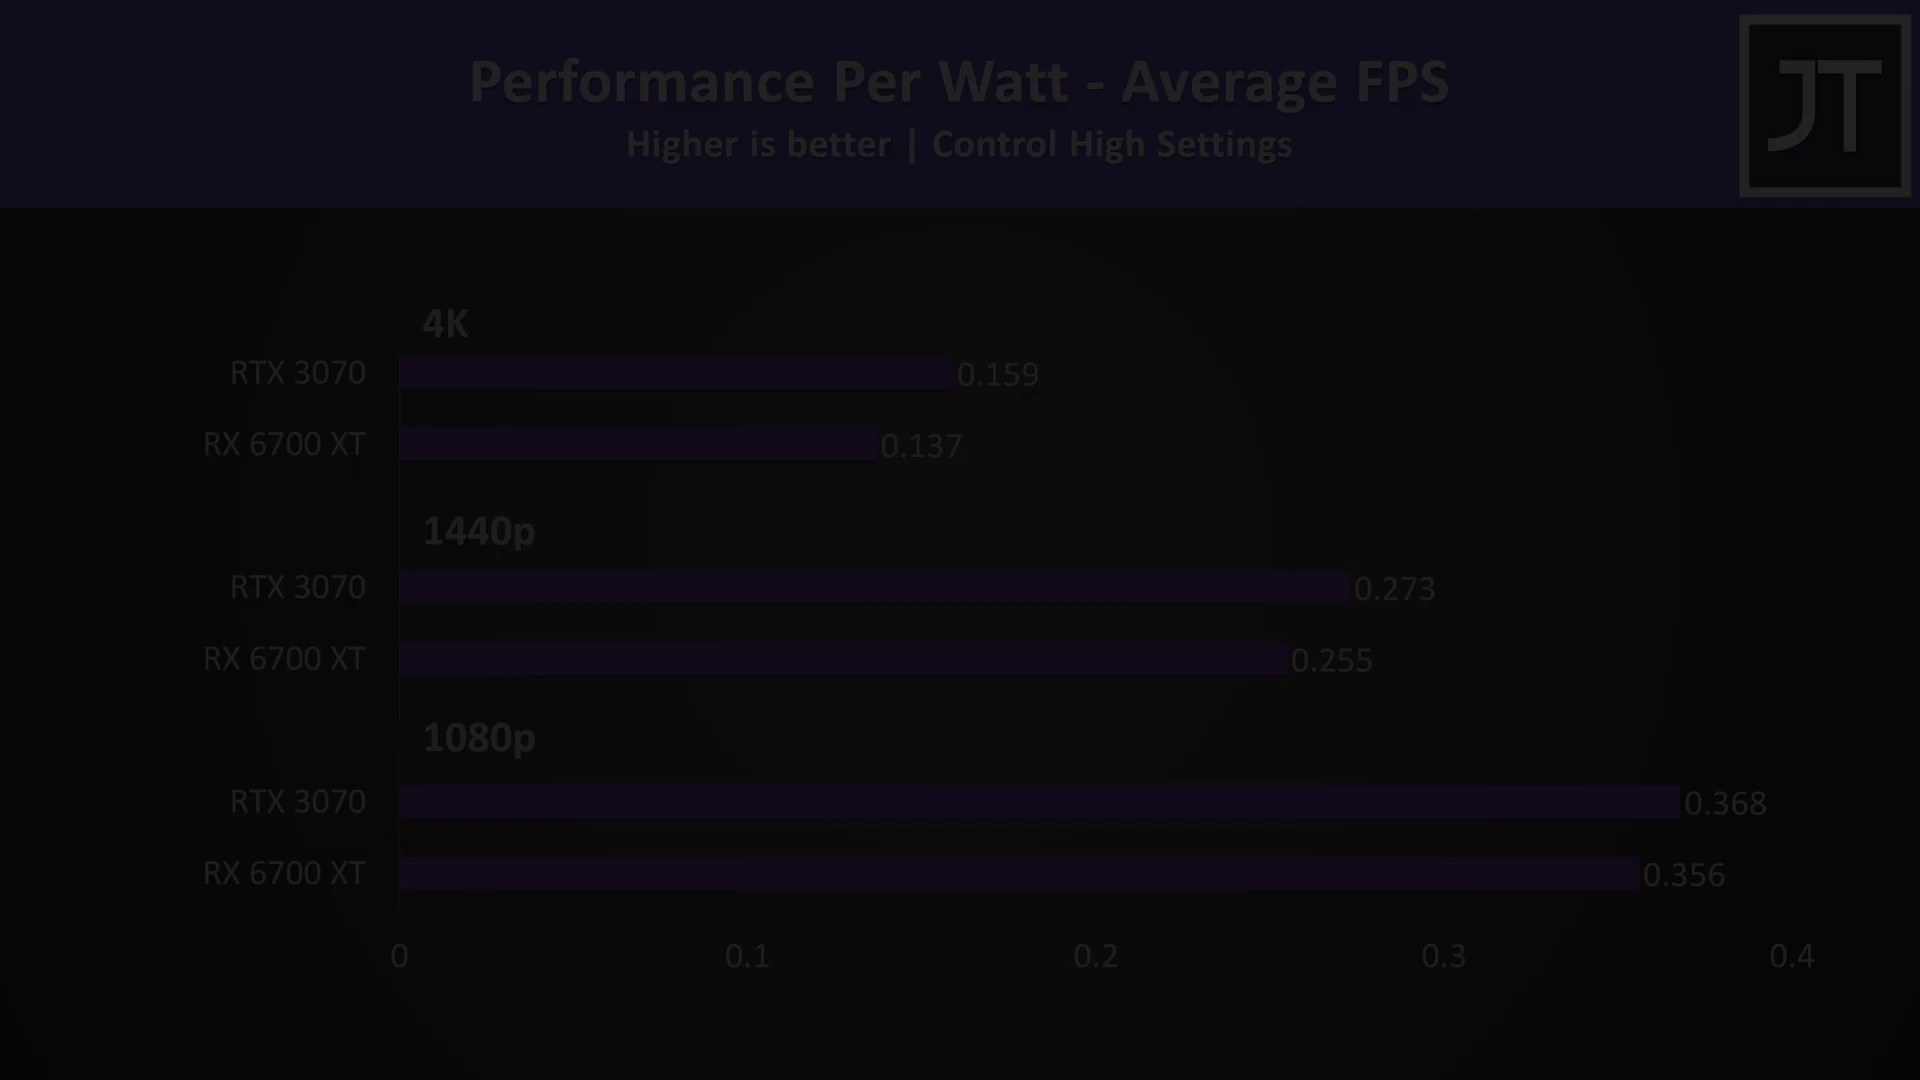 Performance Per Watt - Average FPS
Higher is better | Control High Settings
JT
4K
RTX 3070 0.159
RX 6700 XT 0.137
1440p
RTX 3070 0.273
RX 6700 XT 0.255
1080p
RTX 3070 0.368
RX 6700 XT 0.356
0 0.1 0.2 0.3 0.4